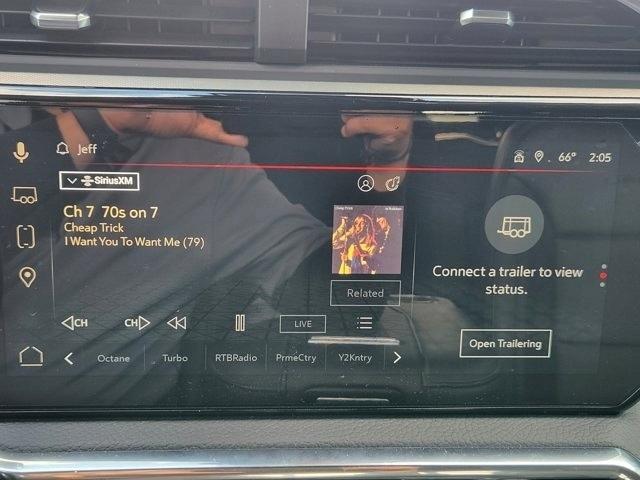 Jeff
66° 2:05
SiriusXM
Ch 7 70s on 7
Cheap Trick
I Want You To Want Me (79)
Related
Connect a trailer to view
status.
CH CH LIVE
Open Trailering
Octane Turbo RTBRadio PrmeCtry Y2Kntry